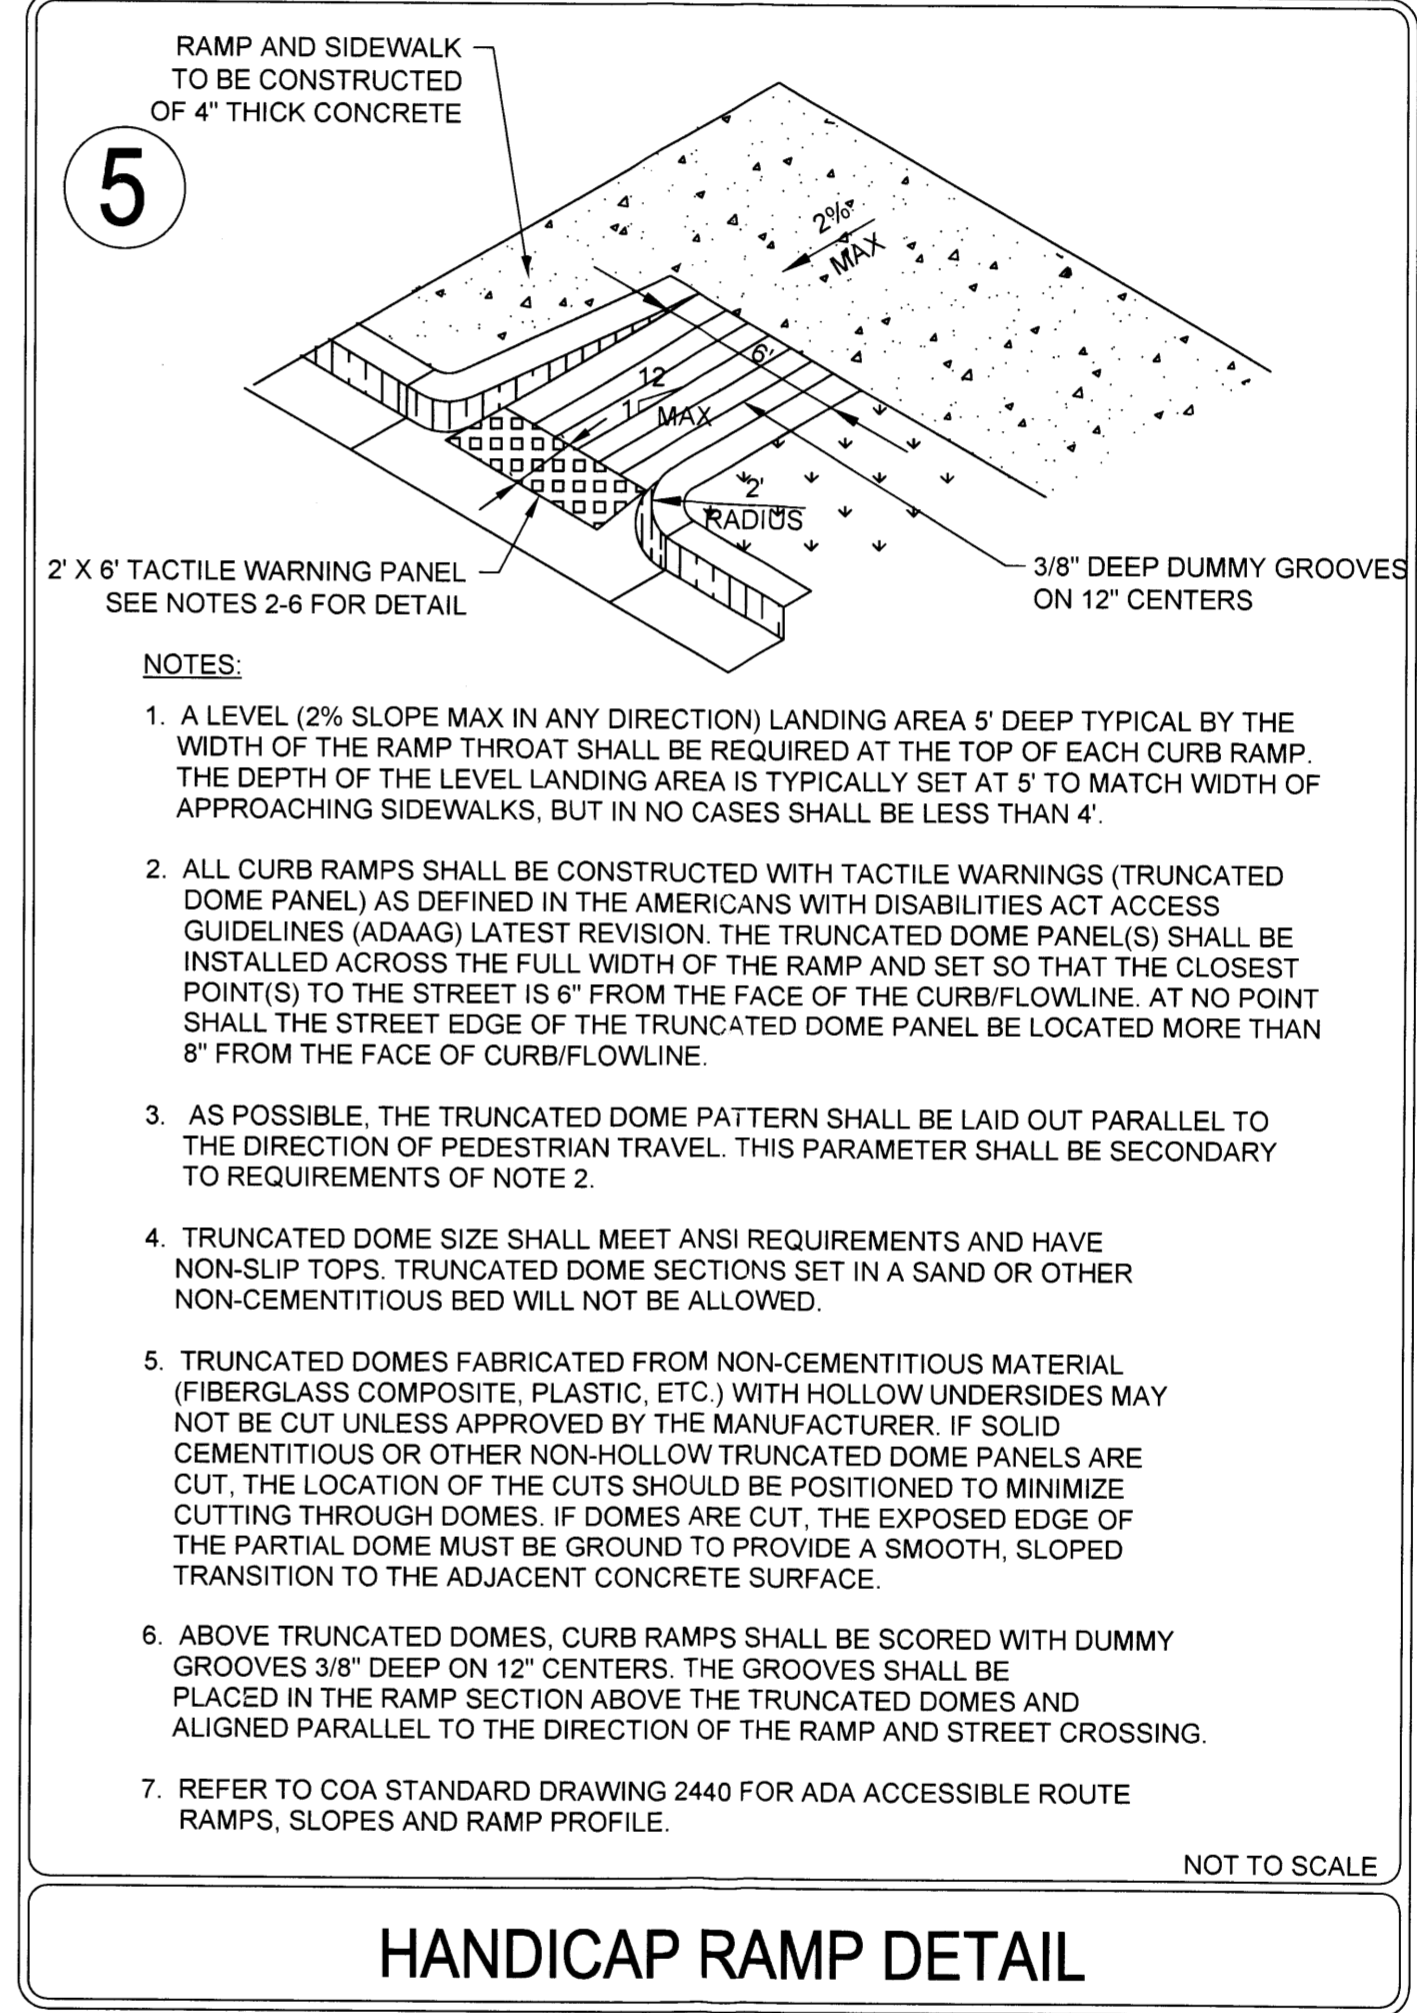 RAMP AND SIDEWALK
TO BE CONSTRUCTED
OF 4" THICK CONCRETE
5
2%
MAX
6'
12
1
MAX
2'
RADIUS
2' X 6' TACTILE WARNING PANEL
SEE NOTES 2-6 FOR DETAIL
3/8" DEEP DUMMY GROOVES
ON 12" CENTERS
NOTES:
1. A LEVEL (2% SLOPE MAX IN ANY DIRECTION) LANDING AREA 5' DEEP TYPICAL BY THE
WIDTH OF THE RAMP THROAT SHALL BE REQUIRED AT THE TOP OF EACH CURB RAMP.
THE DEPTH OF THE LEVEL LANDING AREA IS TYPICALLY SET AT 5' TO MATCH WIDTH OF
APPROACHING SIDEWALKS, BUT IN NO CASES SHALL BE LESS THAN 4'.
2. ALL CURB RAMPS SHALL BE CONSTRUCTED WITH TACTILE WARNINGS (TRUNCATED
DOME PANEL) AS DEFINED IN THE AMERICANS WITH DISABILITIES ACT ACCESS
GUIDELINES (ADAAG) LATEST REVISION. THE TRUNCATED DOME PANEL(S) SHALL BE
INSTALLED ACROSS THE FULL WIDTH OF THE RAMP AND SET SO THAT THE CLOSEST
POINT(S) TO THE STREET IS 6" FROM THE FACE OF THE CURB/FLOWLINE. AT NO POINT
SHALL THE STREET EDGE OF THE TRUNCATED DOME PANEL BE LOCATED MORE THAN
8" FROM THE FACE OF CURB/FLOWLINE.
3. AS POSSIBLE, THE TRUNCATED DOME PATTERN SHALL BE LAID OUT PARALLEL TO
THE DIRECTION OF PEDESTRIAN TRAVEL. THIS PARAMETER SHALL BE SECONDARY
TO REQUIREMENTS OF NOTE 2.
4. TRUNCATED DOME SIZE SHALL MEET ANSI REQUIREMENTS AND HAVE
NON-SLIP TOPS. TRUNCATED DOME SECTIONS SET IN A SAND OR OTHER
NON-CEMENTITIOUS BED WILL NOT BE ALLOWED.
5. TRUNCATED DOMES FABRICATED FROM NON-CEMENTITIOUS MATERIAL
(FIBERGLASS COMPOSITE, PLASTIC, ETC.) WITH HOLLOW UNDERSIDES MAY
NOT BE CUT UNLESS APPROVED BY THE MANUFACTURER. IF SOLID
CEMENTITIOUS OR OTHER NON-HOLLOW TRUNCATED DOME PANELS ARE
CUT, THE LOCATION OF THE CUTS SHOULD BE POSITIONED TO MINIMIZE
CUTTING THROUGH DOMES. IF DOMES ARE CUT, THE EXPOSED EDGE OF
THE PARTIAL DOME MUST BE GROUND TO PROVIDE A SMOOTH, SLOPED
TRANSITION TO THE ADJACENT CONCRETE SURFACE.
6. ABOVE TRUNCATED DOMES, CURB RAMPS SHALL BE SCORED WITH DUMMY
GROOVES 3/8" DEEP ON 12" CENTERS. THE GROOVES SHALL BE
PLACED IN THE RAMP SECTION ABOVE THE TRUNCATED DOMES AND
ALIGNED PARALLEL TO THE DIRECTION OF THE RAMP AND STREET CROSSING.
7. REFER TO COA STANDARD DRAWING 2440 FOR ADA ACCESSIBLE ROUTE
RAMPS, SLOPES AND RAMP PROFILE.
NOT TO SCALE
HANDICAP RAMP DETAIL